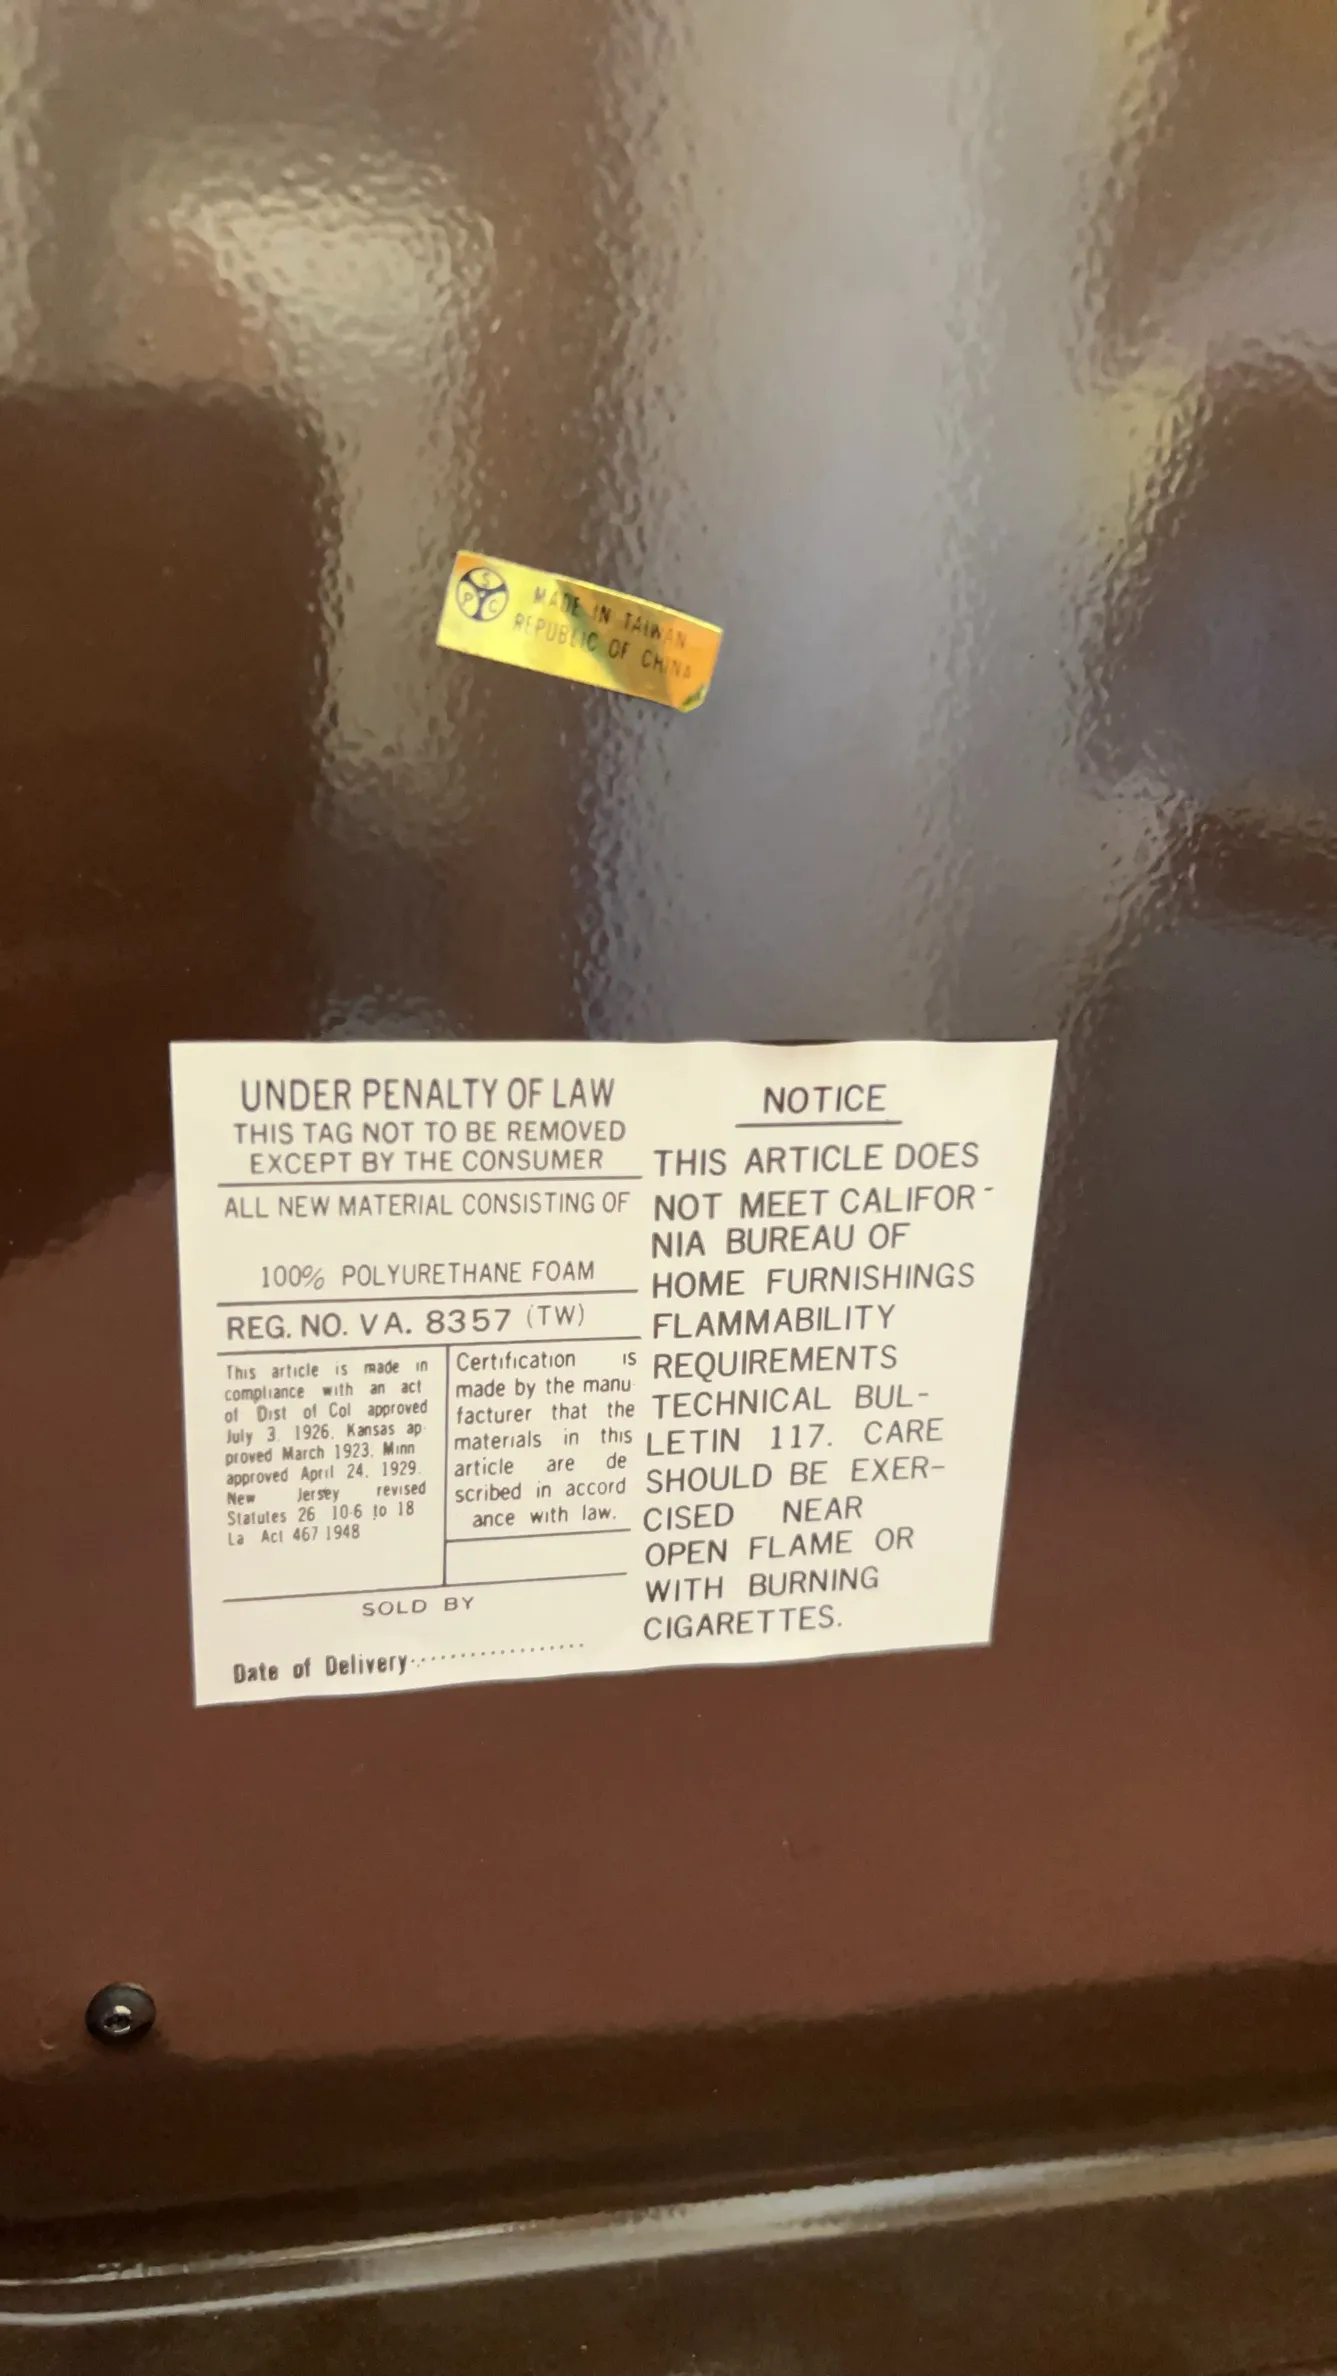 S
P C
MADE IN TAIWAN
REPUBLIC OF CHINA
UNDER PENALTY OF LAW
THIS TAG NOT TO BE REMOVED
EXCEPT BY THE CONSUMER
ALL NEW MATERIAL CONSISTING OF
100% POLYURETHANE FOAM
REG. NO. VA. 8357 (TW)
This article is made in
compliance with an act
of Dist of Col approved
July 3. 1926. Kansas ap-
proved March 1923. Minn
approved April 24. 1929.
New Jersey revised
Statutes 26 10-6 to 18
La Act 467 1948
Certification is
made by the manu-
facturer that the
materials in this
article are de
scribed in accord
ance with law.
SOLD BY
Date of Delivery..................
NOTICE
THIS ARTICLE DOES
NOT MEET CALIFOR-
NIA BUREAU OF
HOME FURNISHINGS
FLAMMABILITY
REQUIREMENTS
TECHNICAL BUL-
LETIN 117. CARE
SHOULD BE EXER-
CISED NEAR
OPEN FLAME OR
WITH BURNING
CIGARETTES.